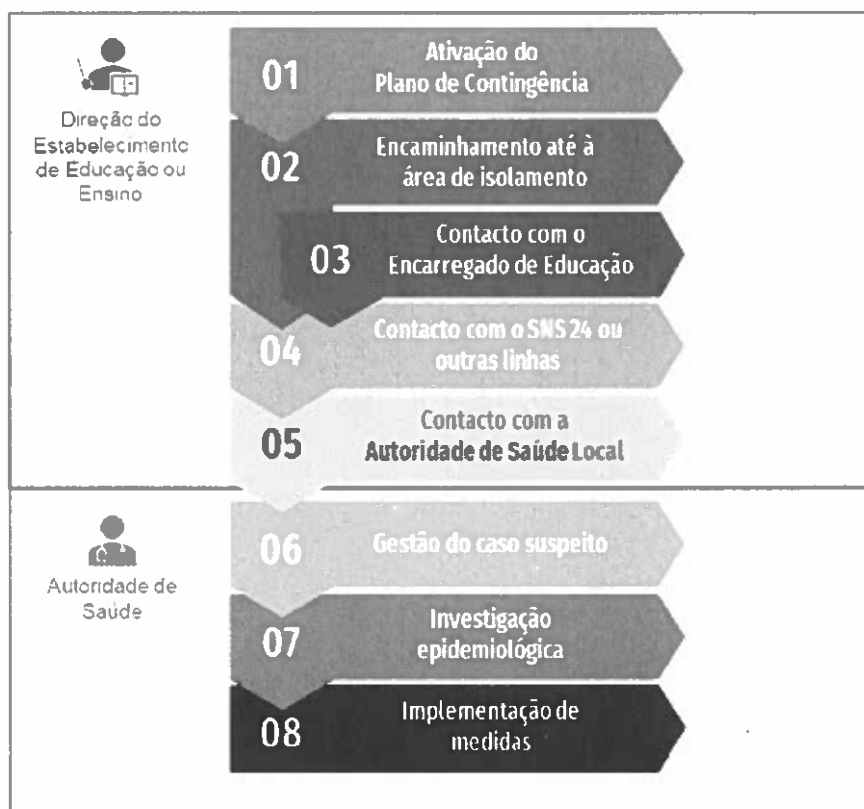 Direção do
Estabelecimento
de Educação ou
Ensino
01
Ativação do
Plano de Contingência
02
Encaminhamento até à
área de isolamento
03
Contacto com o
Encarregado de Educação
04
Contacto com o SNS 24 ou
outras linhas
05
Contacto com a
Autoridade de Saúde Local
Autoridade de
Saúde
06
Gestão do caso suspeito
07
Investigação
epidemiológica
08
Implementação de
medidas